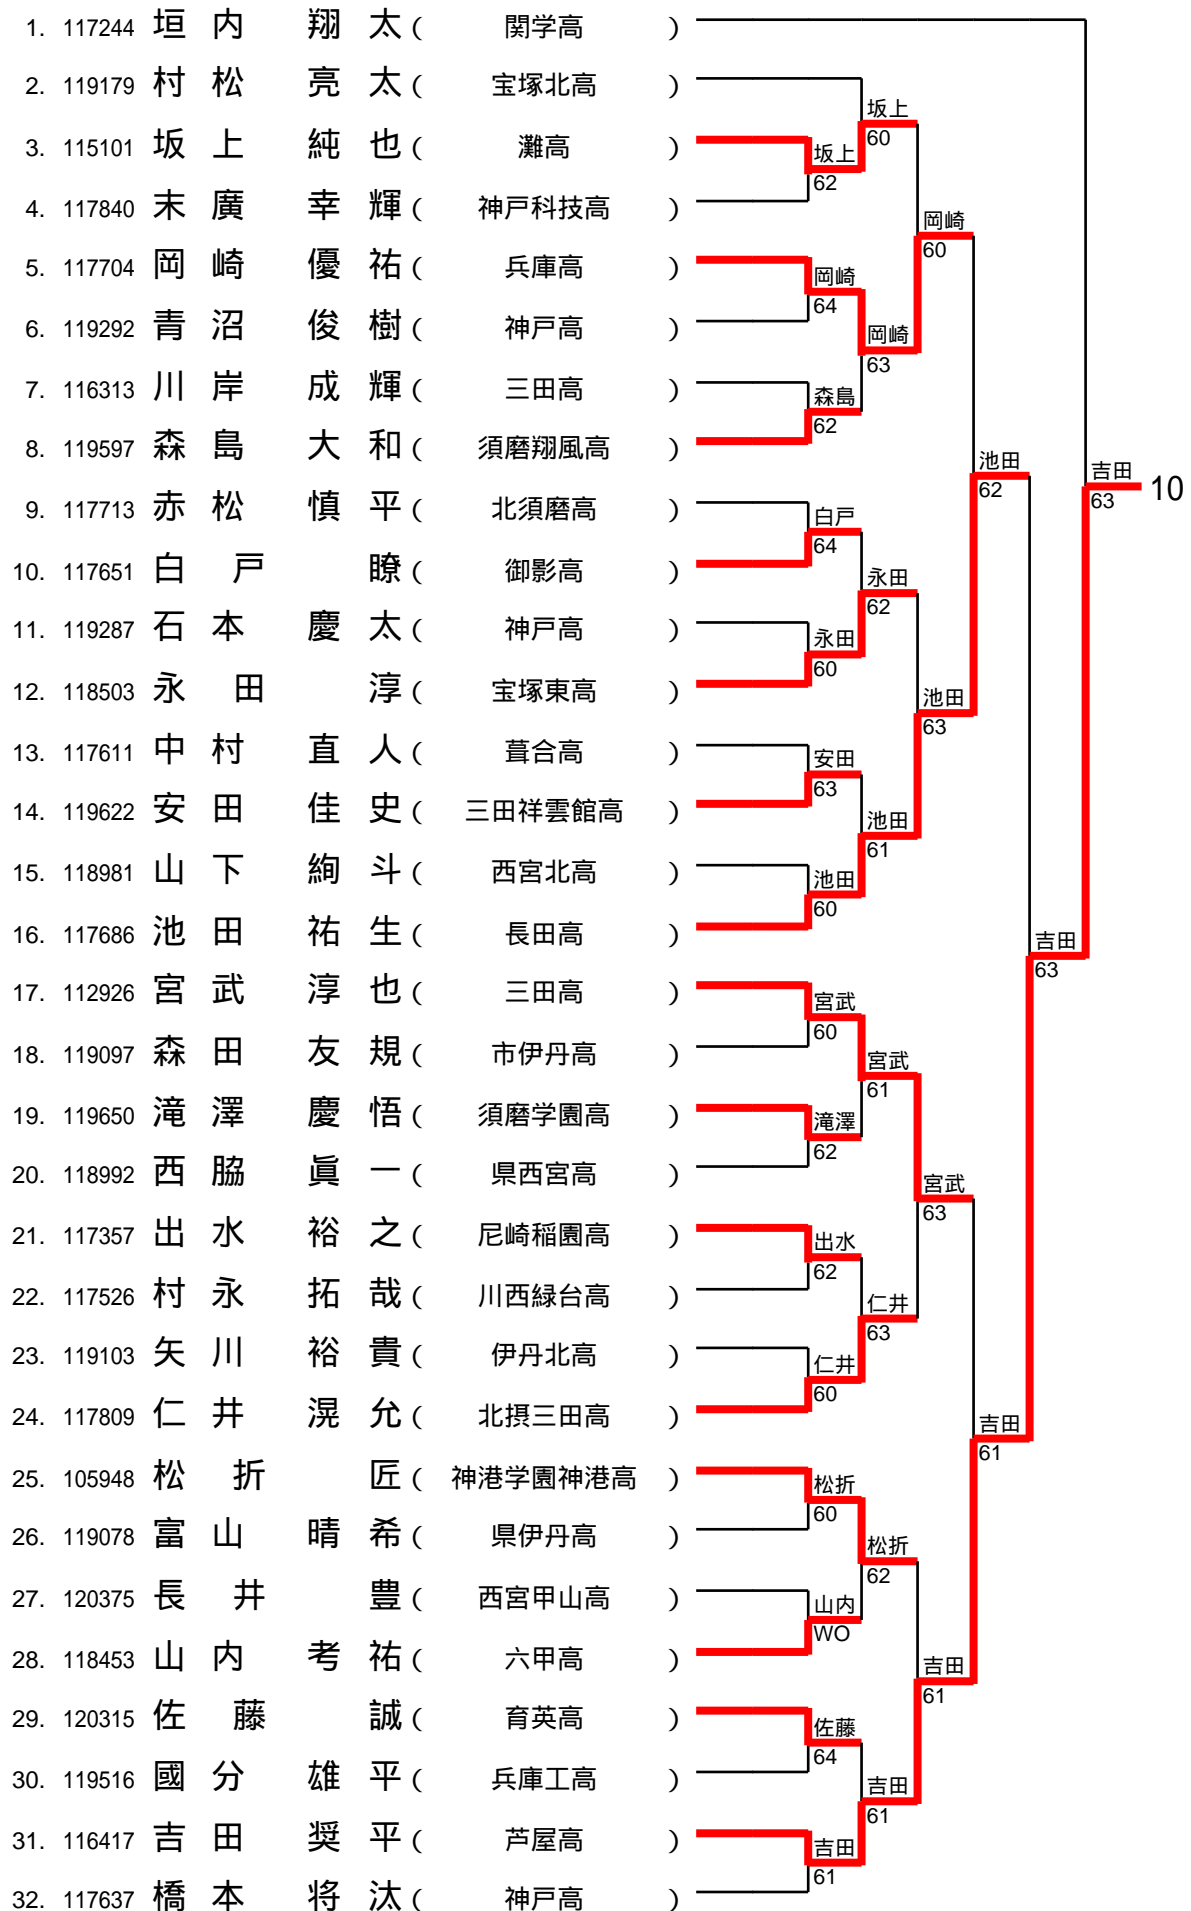 1. 117244 垣内 翔太 ( 関学高 )
2. 119179 村松 亮太 ( 宝塚北高 )
坂上
60
3. 115101 坂上 純也 ( 灘高 )
坂上
62
4. 117840 末廣 幸輝 ( 神戸科技高 )
岡崎
60
5. 117704 岡崎 優祐 ( 兵庫高 )
岡崎
64
6. 119292 青沼 俊樹 ( 神戸高 )
岡崎
63
7. 116313 川岸 成輝 ( 三田高 )
森島
62
8. 119597 森島 大和 ( 須磨翔風高 )
池田
62
吉田
63
10
9. 117713 赤松 慎平 ( 北須磨高 )
白戸
64
10. 117651 白戸 瞭 ( 御影高 )
永田
62
11. 119287 石本 慶太 ( 神戸高 )
永田
60
12. 118503 永田 淳 ( 宝塚東高 )
池田
63
13. 117611 中村 直人 ( 葺合高 )
安田
63
14. 119622 安田 佳史 ( 三田祥雲館高 )
池田
61
15. 118981 山下 絢斗 ( 西宮北高 )
池田
60
16. 117686 池田 祐生 ( 長田高 )
吉田
63
17. 112926 宮武 淳也 ( 三田高 )
宮武
60
18. 119097 森田 友規 ( 市伊丹高 )
宮武
61
19. 119650 滝澤 慶悟 ( 須磨学園高 )
滝澤
62
20. 118992 西脇 眞一 ( 県西宮高 )
宮武
63
21. 117357 出水 裕之 ( 尼崎稲園高 )
出水
62
22. 117526 村永 拓哉 ( 川西緑台高 )
仁井
63
23. 119103 矢川 裕貴 ( 伊丹北高 )
仁井
60
24. 117809 仁井 滉允 ( 北摂三田高 )
吉田
61
25. 105948 松折 匠 ( 神港学園神港高 )
松折
60
26. 119078 富山 晴希 ( 県伊丹高 )
松折
62
27. 120375 長井 豊 ( 西宮甲山高 )
山内
WO
28. 118453 山内 考祐 ( 六甲高 )
吉田
61
29. 120315 佐藤 誠 ( 育英高 )
佐藤
64
30. 119516 國分 雄平 ( 兵庫工高 )
吉田
61
31. 116417 吉田 奨平 ( 芦屋高 )
吉田
61
32. 117637 橋本 将汰 ( 神戸高 )